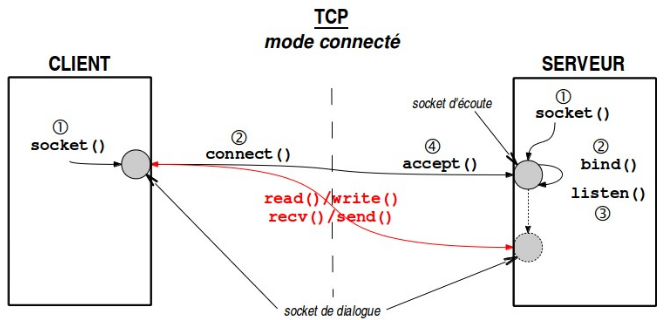 TCP
mode connecté
CLIENT
SERVEUR
①
socket()
②
connect()
④
accept()
socket d'écoute
①
socket()
②
bind()
listen()
③
read()/write()
recv()/send()
socket de dialogue